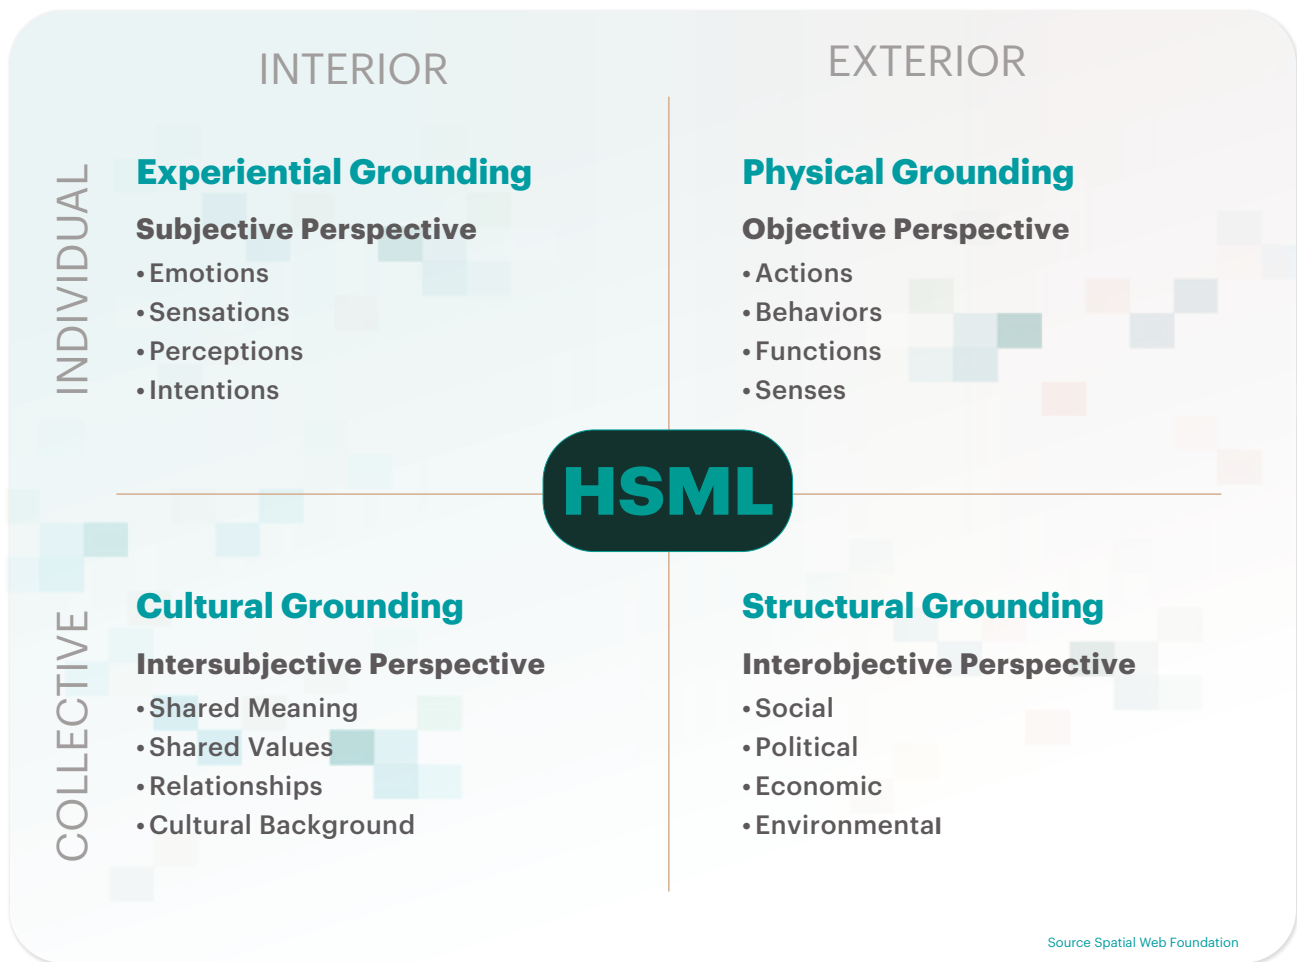 INTERIOR
EXTERIOR
INDIVIDUAL
Experiential Grounding
Subjective Perspective
• Emotions
• Sensations
• Perceptions
• Intentions
Physical Grounding
Objective Perspective
• Actions
• Behaviors
• Functions
• Senses
HSML
COLLECTIVE
Cultural Grounding
Intersubjective Perspective
• Shared Meaning
• Shared Values
• Relationships
• Cultural Background
Structural Grounding
Interobjective Perspective
• Social
• Political
• Economic
• Environmental
Source Spatial Web Foundation